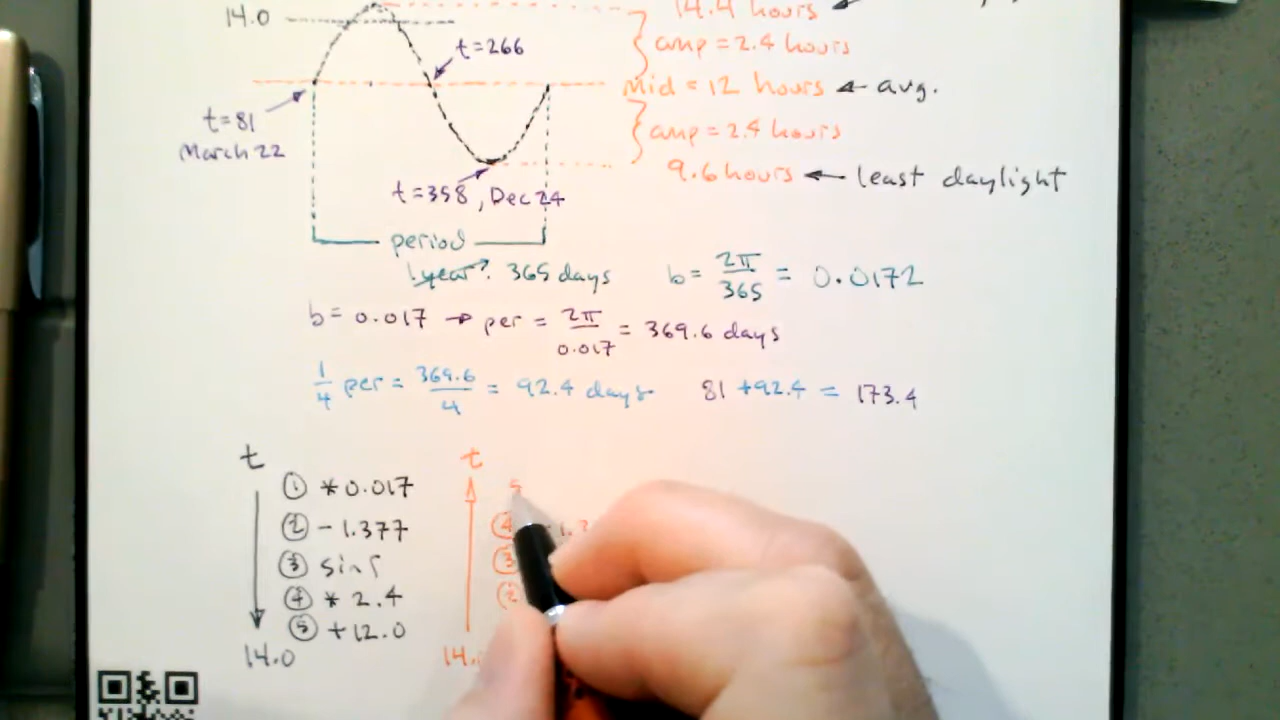 14.0
14.4 hours
t=266
amp = 2.4 hours
mid = 12 hours ← avg.
t=81
March 22
amp = 2.4 hours
9.6 hours ← least daylight
t=358, Dec 24
period
1 year? 365 days
b = 2π/365 = 0.0172
b = 0.017 → per = 2π/0.017 = 369.6 days
1/4 per = 369.6/4 = 92.4 days 81 + 92.4 = 173.4
t
① * 0.017
② - 1.377
③ sin(
④ * 2.4
⑤ + 12.0
14.0
t
5
④
③
②